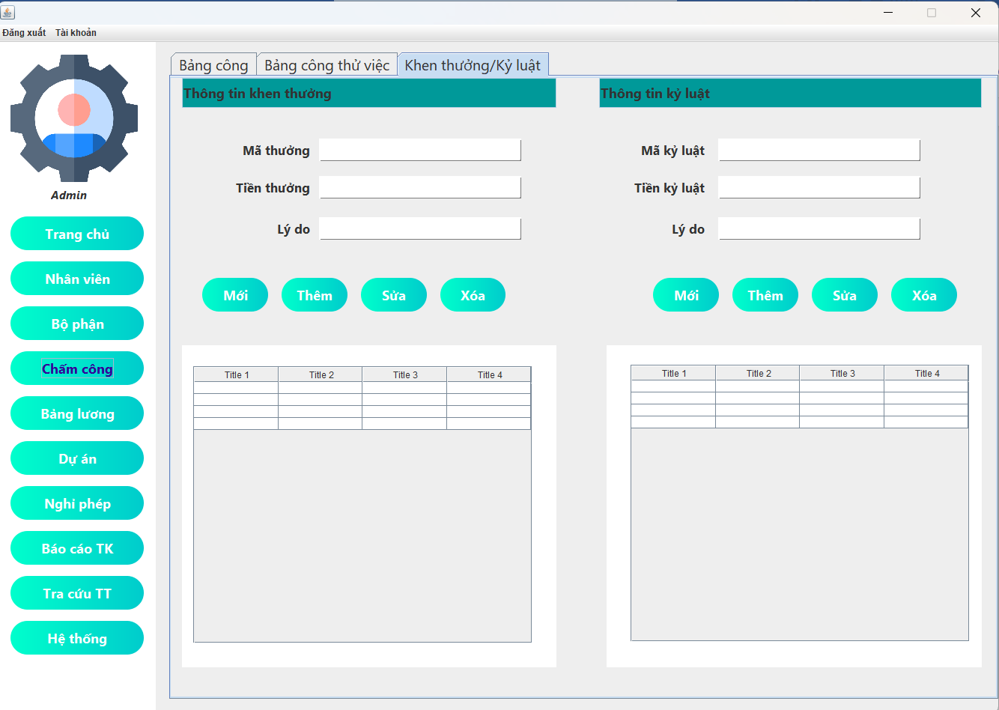 Đăng xuất Tài khoản
Admin
Trang chủ
Nhân viên
Bộ phận
Chấm công
Bảng lương
Dự án
Nghỉ phép
Báo cáo TK
Tra cứu TT
Hệ thống
Bảng công Bảng công thử việc Khen thưởng/Kỷ luật
Thông tin khen thưởng
Mã thưởng
Tiền thưởng
Lý do
Mới Thêm Sửa Xóa
Title 1 Title 2 Title 3 Title 4
Thông tin kỷ luật
Mã kỷ luật
Tiền kỷ luật
Lý do
Mới Thêm Sửa Xóa
Title 1 Title 2 Title 3 Title 4